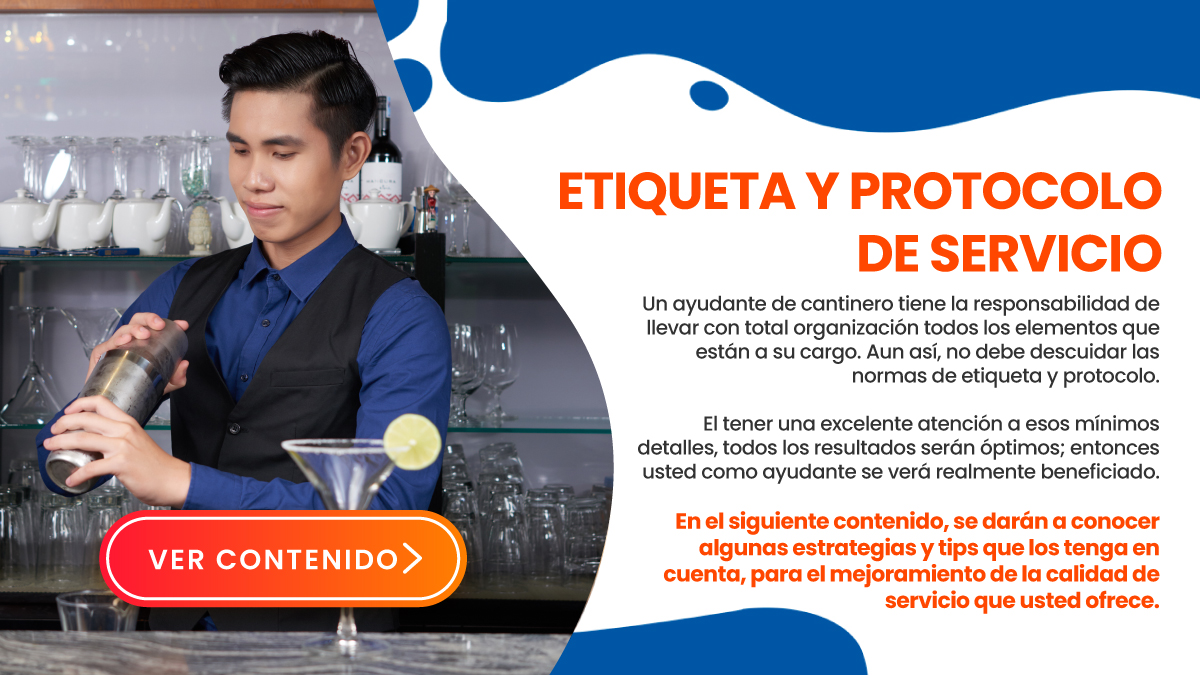 ETIQUETA Y PROTOCOLO
DE SERVICIO
Un ayudante de cantinero tiene la responsabilidad de
llevar con total organización todos los elementos que
están a su cargo. Aun así, no debe descuidar las
normas de etiqueta y protocolo.
El tener una excelente atención a esos mínimos
detalles, todos los resultados serán óptimos; entonces
usted como ayudante se verá realmente beneficiado.
En el siguiente contenido, se darán a conocer
algunas estrategias y tips que los tenga en
cuenta, para el mejoramiento de la calidad de
servicio que usted ofrece.
VER CONTENIDO